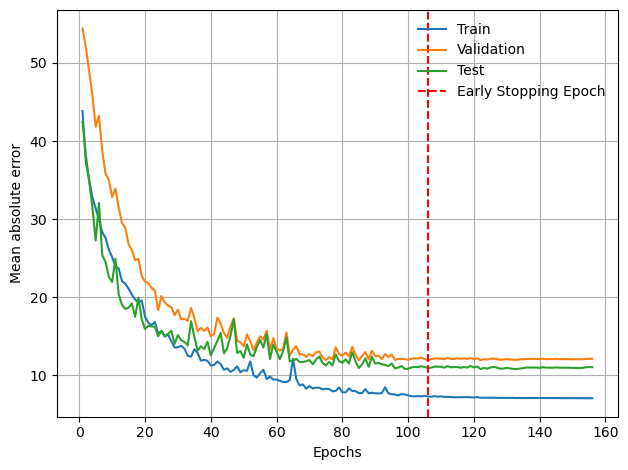 Train
Validation
Test
Early Stopping Epoch
Mean absolute error
50
40
30
20
10
0 20 40 60 80 100 120 140 160
Epochs